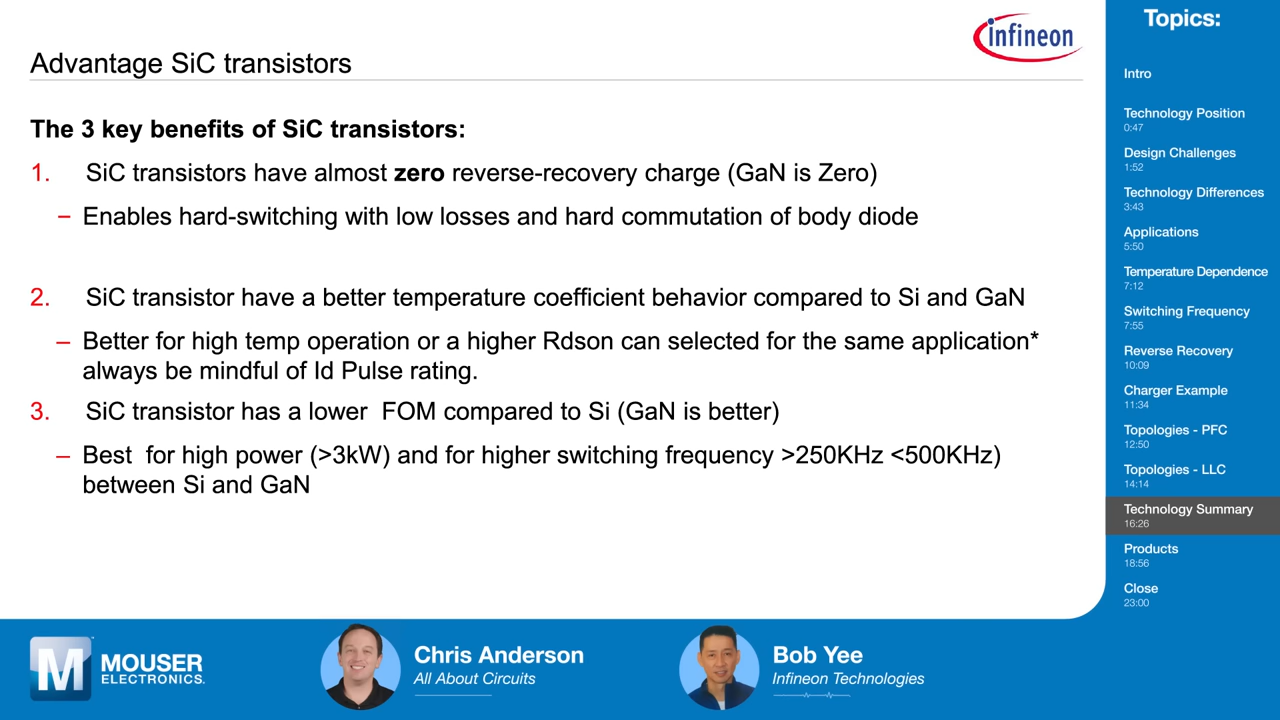 Advantage SiC transistors
infineon
The 3 key benefits of SiC transistors:
1. SiC transistors have almost zero reverse-recovery charge (GaN is Zero)
– Enables hard-switching with low losses and hard commutation of body diode
2. SiC transistor have a better temperature coefficient behavior compared to Si and GaN
– Better for high temp operation or a higher Rdson can selected for the same application*
always be mindful of Id Pulse rating.
3. SiC transistor has a lower  FOM compared to Si (GaN is better)
– Best  for high power (>3kW) and for higher switching frequency >250KHz <500KHz)
between Si and GaN
Topics:
Intro
Technology Position
0:47
Design Challenges
1:52
Technology Differences
3:43
Applications
5:50
Temperature Dependence
7:12
Switching Frequency
7:55
Reverse Recovery
10:09
Charger Example
11:34
Topologies - PFC
12:50
Topologies - LLC
14:14
Technology Summary
16:26
Products
18:56
Close
23:00
M
MOUSER
ELECTRONICS.
Chris Anderson
All About Circuits
Bob Yee
Infineon Technologies